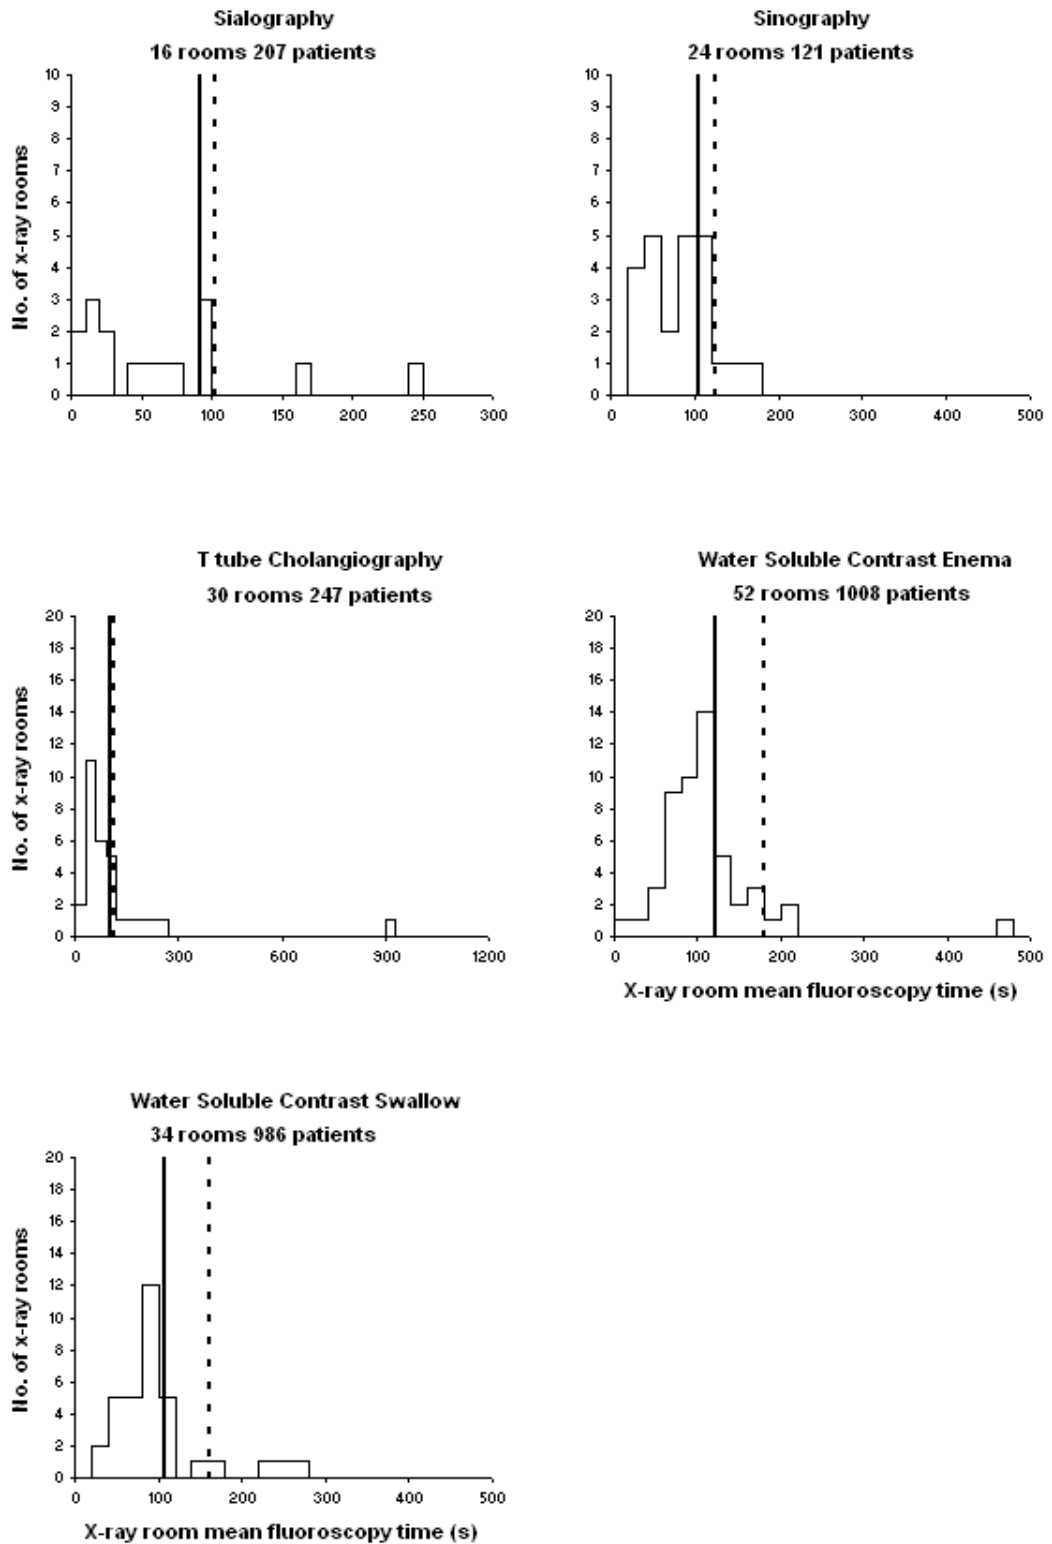 Sialography
16 rooms 207 patients
No. of x-ray rooms
10
9
8
7
6
5
4
3
2
1
0
0 50 100 150 200 250 300
Sinography
24 rooms 121 patients
10
9
8
7
6
5
4
3
2
1
0
0 100 200 300 400 500
T tube Cholangiography
30 rooms 247 patients
No. of x-ray rooms
20
18
16
14
12
10
8
6
4
2
0
0 300 600 900 1200
Water Soluble Contrast Enema
52 rooms 1008 patients
20
18
16
14
12
10
8
6
4
2
0
0 100 200 300 400 500
X-ray room mean fluoroscopy time (s)
Water Soluble Contrast Swallow
34 rooms 986 patients
No. of x-ray rooms
20
18
16
14
12
10
8
6
4
2
0
0 100 200 300 400 500
X-ray room mean fluoroscopy time (s)